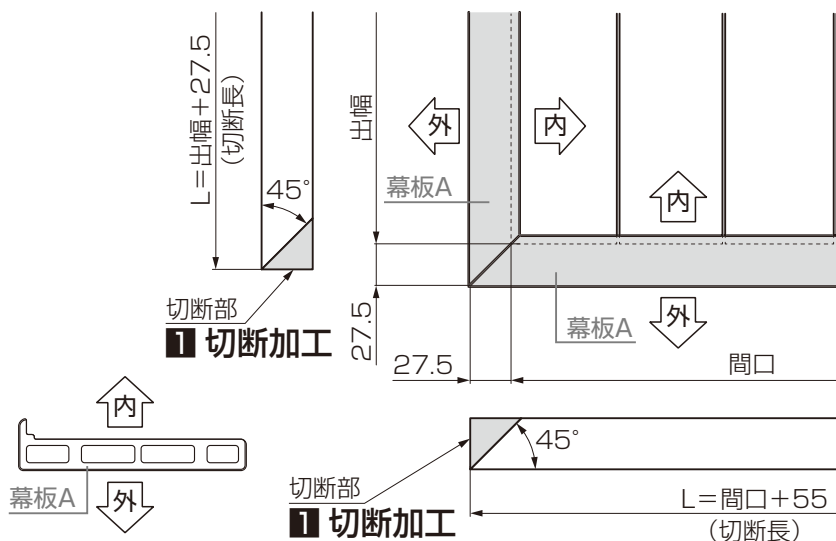 L=出幅+27.5
(切断長)
45°
切断部
1 切断加工
出幅
外
内
幕板A
内
幕板A
外
27.5
27.5
間口
内
幕板A
外
45°
切断部
1 切断加工
L=間口+55
(切断長)